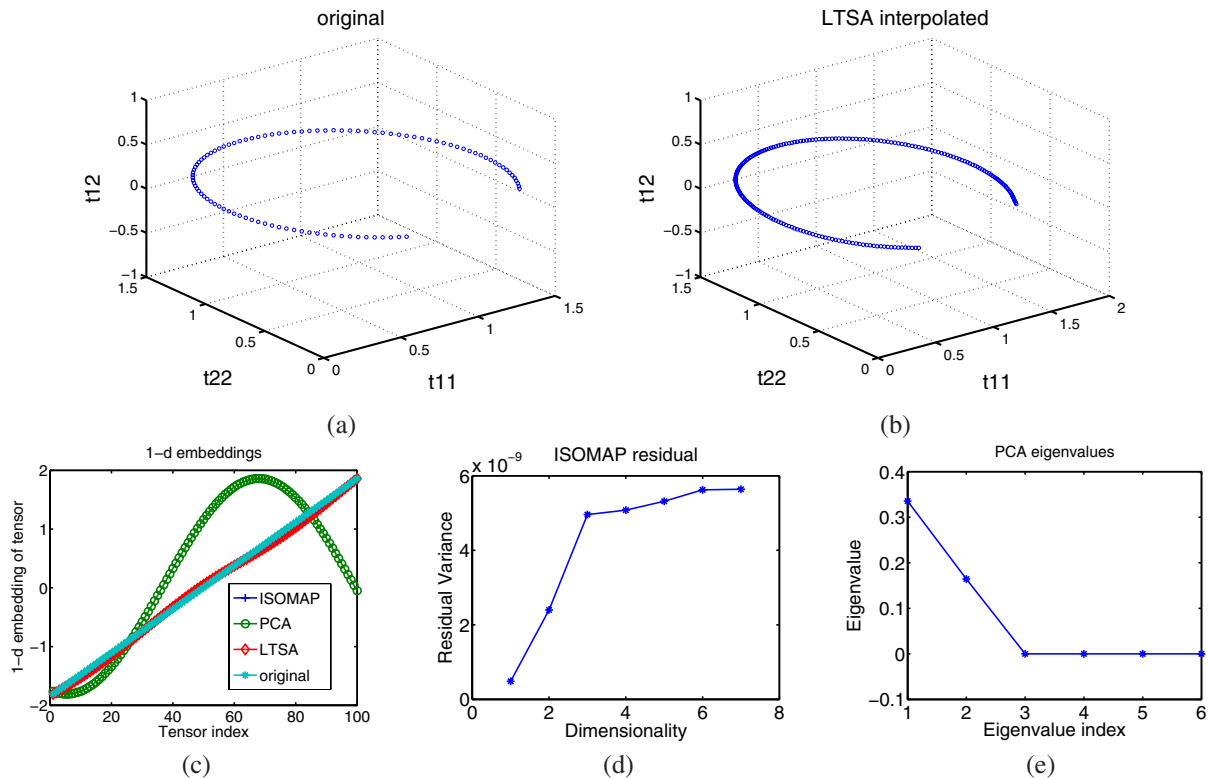 original
1
0.5
t12
0
−0.5
−1
1.5
1
0.5
0
t22
0
0.5
1
1.5
t11
(a)
LTSA interpolated
1
0.5
t12
0
−0.5
−1
1.5
1
0.5
0
t22
0
0.5
1
1.5
2
t11
(b)
1−d embeddings
2
1
0
−1
−2
1−d embedding of tensor
ISOMAP
PCA
LTSA
original
0 20 40 60 80 100
Tensor index
(c)
ISOMAP residual
6 x 10 -9
6
4
2
0
Residual Variance
0 2 4 6 8
Dimensionality
(d)
PCA eigenvalues
0.4
0.3
0.2
0.1
0
−0.1
Eigenvalue
1 2 3 4 5 6
Eigenvalue index
(e)